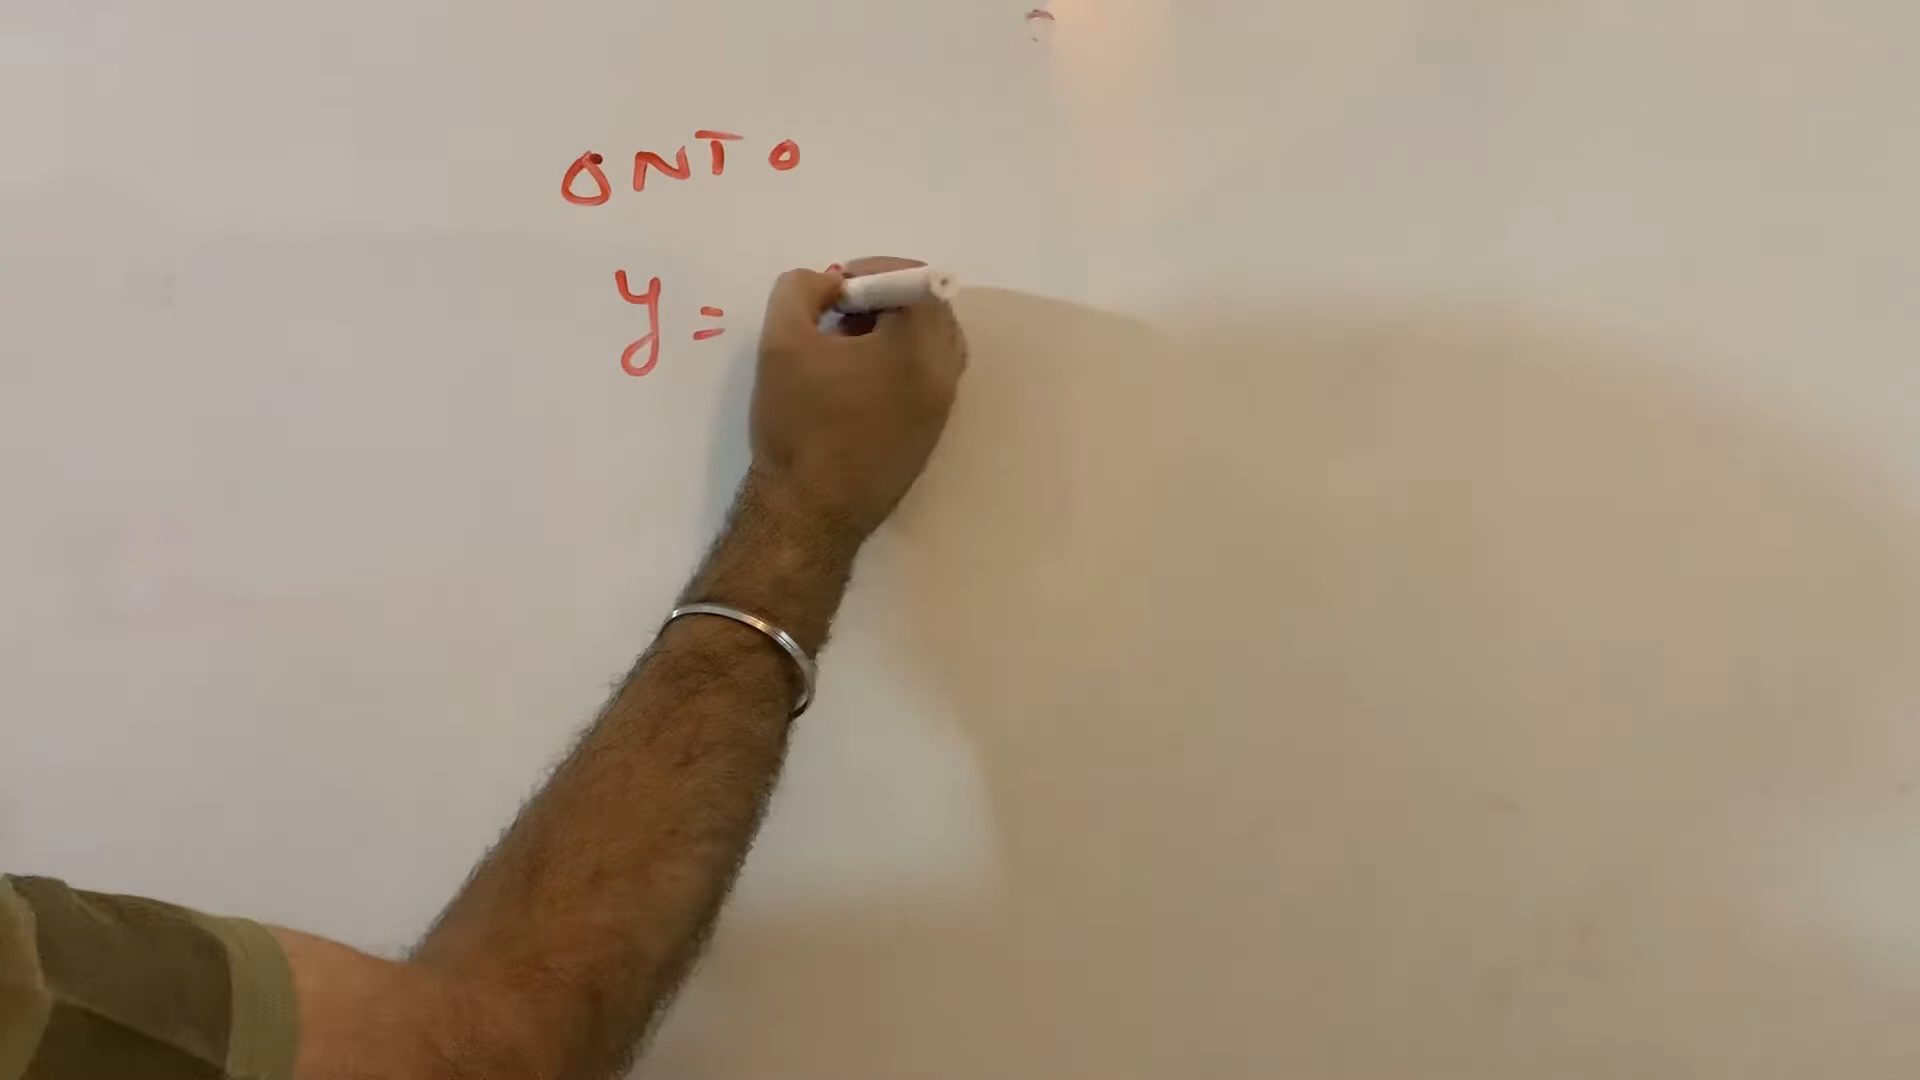 ONTO
y =